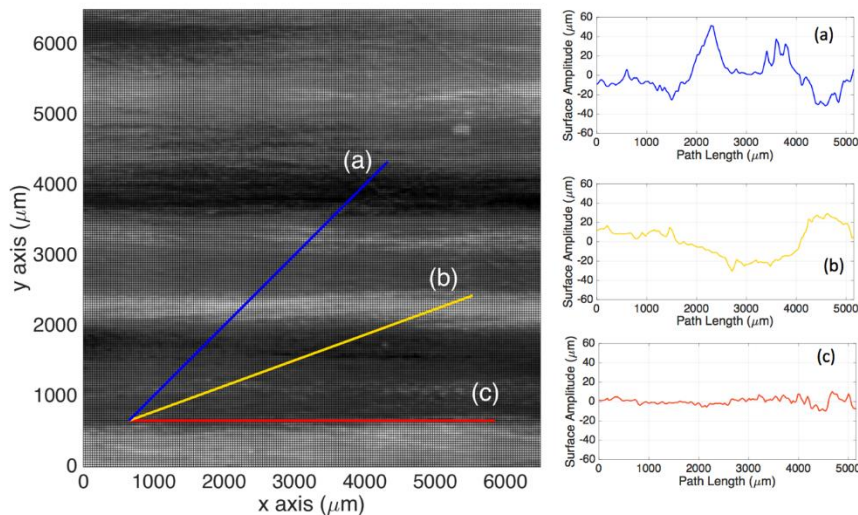 6000
5000
4000
3000
2000
1000
0
y axis (μm)
0 1000 2000 3000 4000 5000 6000
x axis (μm)
(a)
(b)
(c)
(a)
60
40
20
0
-20
-40
-60
Surface Amplitude (μm)
0 1000 2000 3000 4000 5000
Path Length (μm)
(b)
60
40
20
0
-20
-40
-60
Surface Amplitude (μm)
0 1000 2000 3000 4000 5000
Path Length (μm)
(c)
60
40
20
0
-20
-40
-60
Surface Amplitude (μm)
0 1000 2000 3000 4000 5000
Path Length (μm)